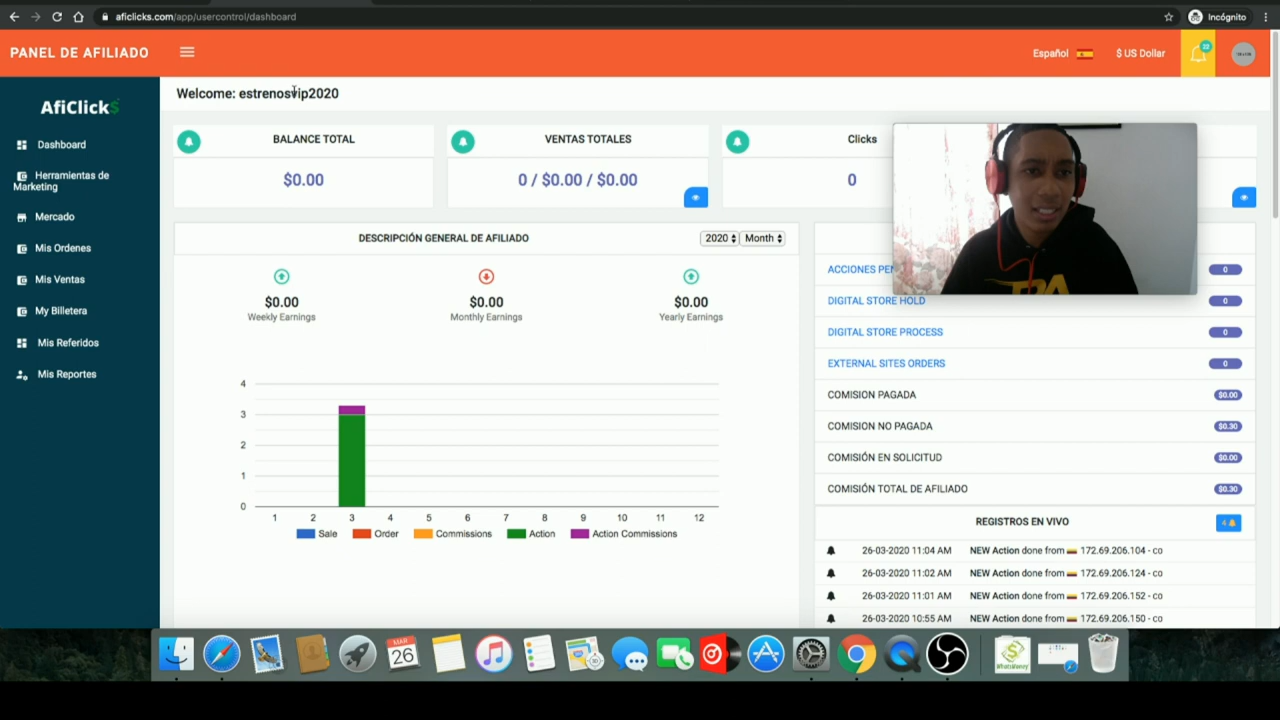 aficlicks.com/app/usercontrol/dashboard
Incógnito
PANEL DE AFILIADO
Español
$ US Dollar
22
AfiClick$
Welcome: estrenosvip2020
Dashboard
Herramientas de
Marketing
Mercado
Mis Ordenes
Mis Ventas
My Billetera
Mis Referidos
Mis Reportes
BALANCE TOTAL
$0.00
VENTAS TOTALES
0 / $0.00 / $0.00
Clicks
0
DESCRIPCIÓN GENERAL DE AFILIADO
2020
Month
$0.00
Weekly Earnings
$0.00
Monthly Earnings
$0.00
Yearly Earnings
4
3
2
1
0
1 2 3 4 5 6 7 8 9 10 11 12
Sale Order Commissions Action Action Commissions
ACCIONES PEN
0
DIGITAL STORE HOLD
0
DIGITAL STORE PROCESS
0
EXTERNAL SITES ORDERS
0
COMISION PAGADA
$0.00
COMISION NO PAGADA
$0.30
COMISIÓN EN SOLICITUD
$0.00
COMISIÓN TOTAL DE AFILIADO
$0.30
REGISTROS EN VIVO
4
26-03-2020 11:04 AM NEW Action done from 172.69.206.104 - co
26-03-2020 11:02 AM NEW Action done from 172.69.206.124 - co
26-03-2020 11:01 AM NEW Action done from 172.69.206.152 - co
26-03-2020 10:55 AM NEW Action done from 172.69.206.150 - co
MAR
26